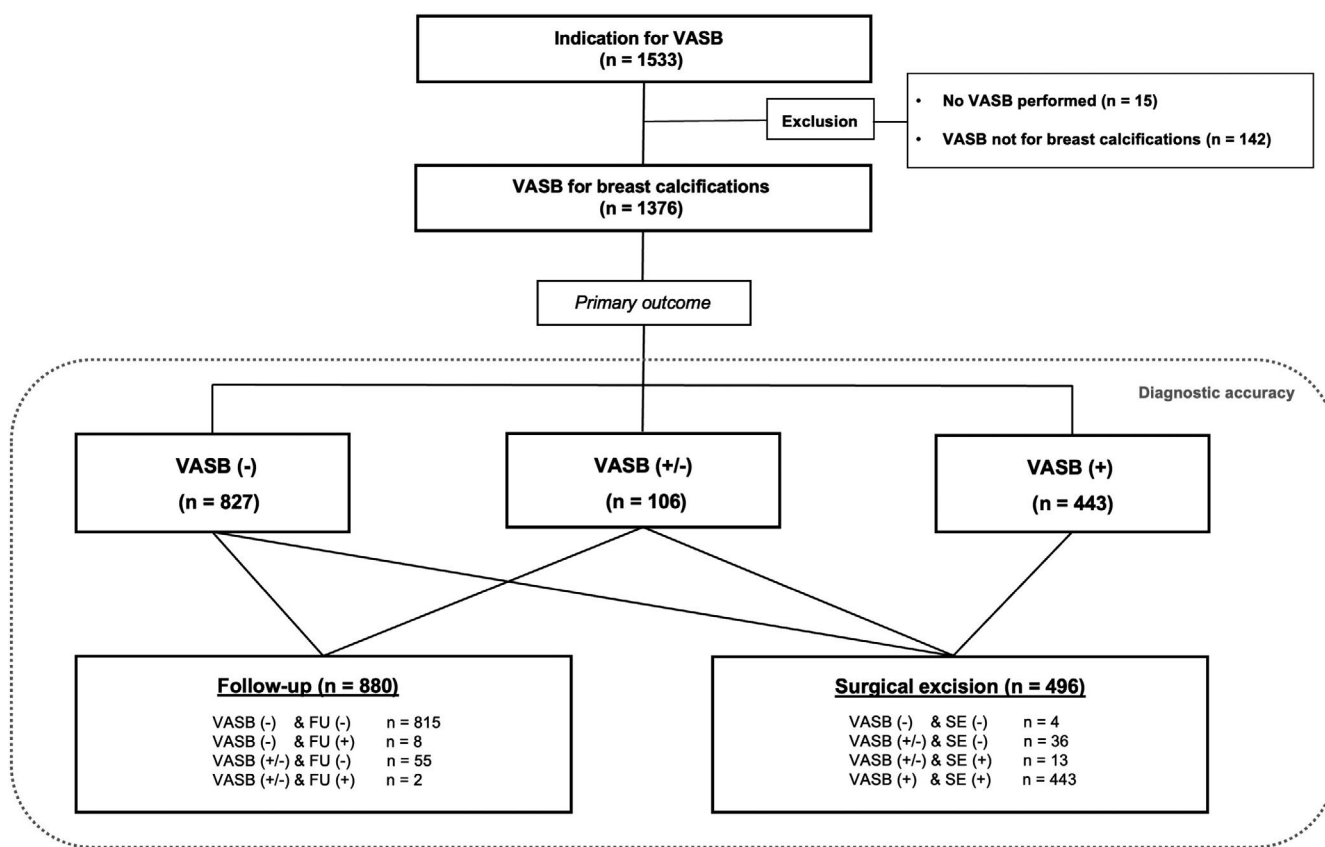 Indication for VASB
(n = 1533)
Exclusion
• No VASB performed (n = 15)
• VASB not for breast calcifications (n = 142)
VASB for breast calcifications
(n = 1376)
Primary outcome
Diagnostic accuracy
VASB (-)
(n = 827)
VASB (+/-)
(n = 106)
VASB (+)
(n = 443)
Follow-up (n = 880)
VASB (-) & FU (-) n = 815
VASB (-) & FU (+) n = 8
VASB (+/-) & FU (-) n = 55
VASB (+/-) & FU (+) n = 2
Surgical excision (n = 496)
VASB (-) & SE (-) n = 4
VASB (+/-) & SE (-) n = 36
VASB (+/-) & SE (+) n = 13
VASB (+) & SE (+) n = 443